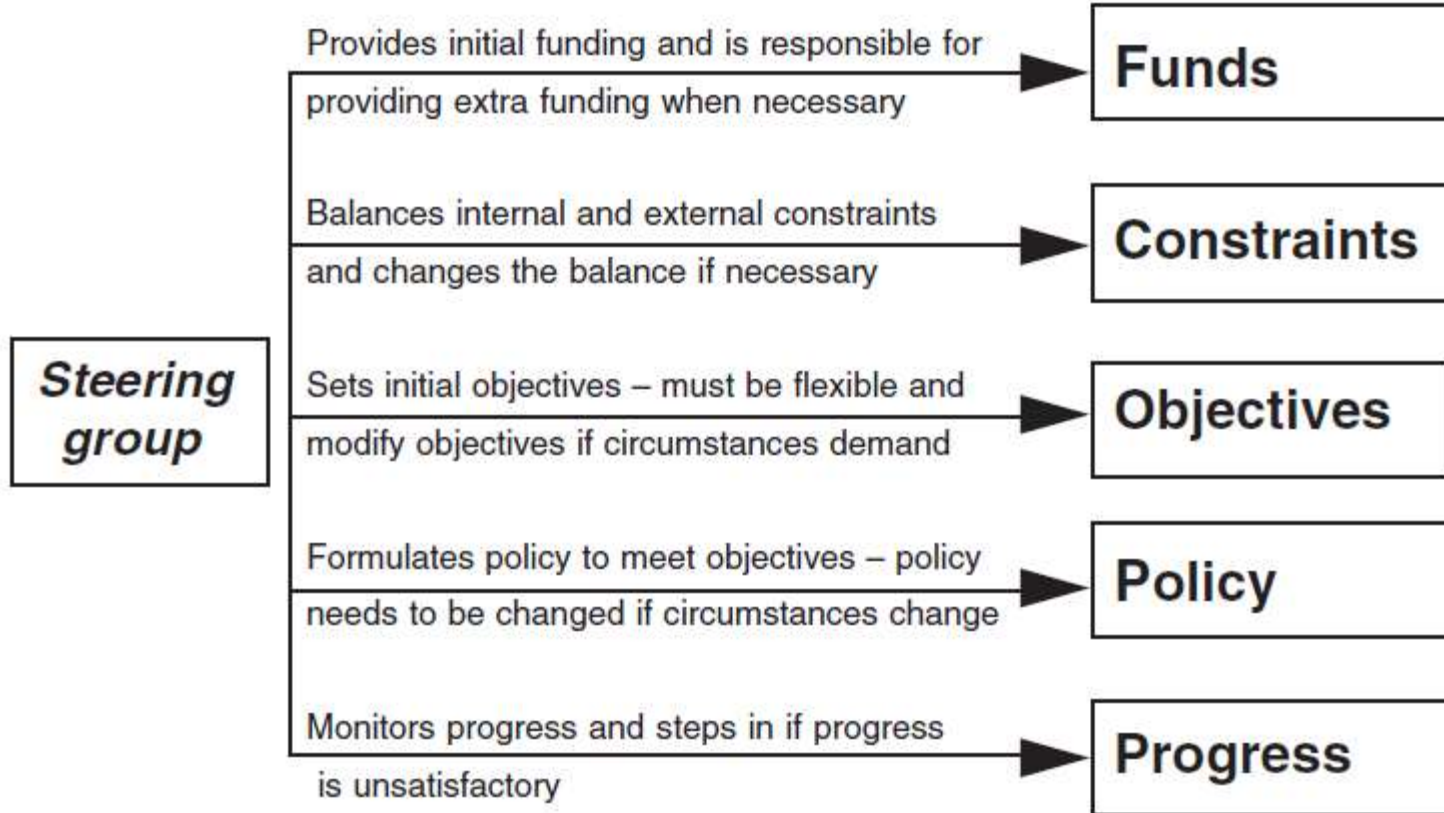 Provides initial funding and is responsible for
providing extra funding when necessary
Funds
Balances internal and external constraints
and changes the balance if necessary
Constraints
Steering
group
Sets initial objectives – must be flexible and
modify objectives if circumstances demand
Objectives
Formulates policy to meet objectives – policy
needs to be changed if circumstances change
Policy
Monitors progress and steps in if progress
is unsatisfactory
Progress